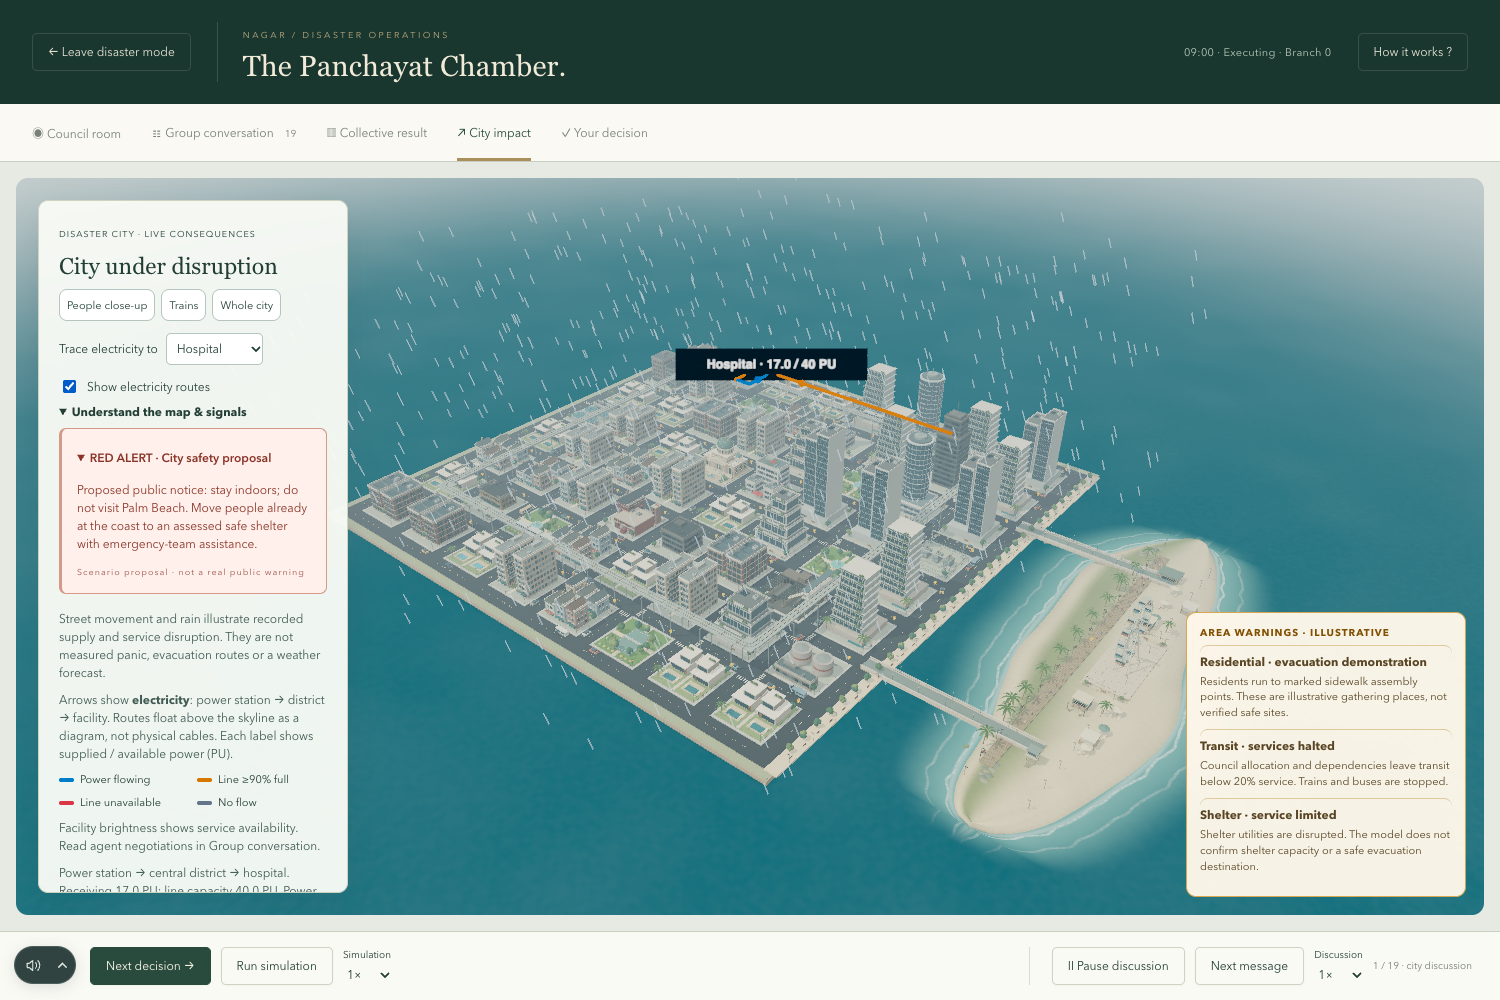 ← Leave disaster mode
NAGAR / DISASTER OPERATIONS
The Panchayat Chamber.
09:00 · Executing · Branch 0
How it works ?
Council room
Group conversation 19
Collective result
↗ City impact
✓ Your decision
DISASTER CITY · LIVE CONSEQUENCES
City under disruption
People close-up
Trains
Whole city
Trace electricity to
Hospital
Show electricity routes
▼ Understand the map & signals
▼ RED ALERT · City safety proposal
Proposed public notice: stay indoors; do
not visit Palm Beach. Move people already
at the coast to an assessed safe shelter
with emergency-team assistance.
Scenario proposal · not a real public warning
Street movement and rain illustrate recorded
supply and service disruption. They are not
measured panic, evacuation routes or a weather
forecast.
Arrows show electricity: power station → district
→ facility. Routes float above the skyline as a
diagram, not physical cables. Each label shows
supplied / available power (PU).
Power flowing
Line ≥90% full
Line unavailable
No flow
Facility brightness shows service availability.
Read agent negotiations in Group conversation.
Power station → central district → hospital.
Receiving 17.0 PU; line capacity 40.0 PU. Power
Hospital · 17.0 / 40 PU
AREA WARNINGS · ILLUSTRATIVE
Residential · evacuation demonstration
Residents run to marked sidewalk assembly
points. These are illustrative gathering places, not
verified safe sites.
Transit · services halted
Council allocation and dependencies leave transit
below 20% service. Trains and buses are stopped.
Shelter · service limited
Shelter utilities are disrupted. The model does not
confirm shelter capacity or a safe evacuation
destination.
Next decision →
Run simulation
Simulation
1×
II Pause discussion
Next message
Discussion
1×
1 / 19 · city discussion